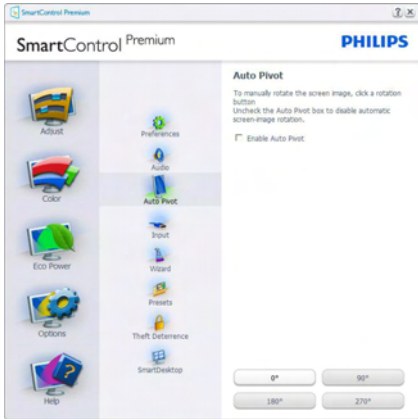 SmartControl Premium
SmartControl Premium
PHILIPS
Adjust
Color
Eco Power
Options
Help
Preferences
Audio
Auto Pivot
Input
Wizard
Presets
Theft Deterrence
SmartDesktop
Auto Pivot
To manually rotate the screen image, click a rotation
button
Uncheck the Auto Pivot box to disable automatic
screen-image rotation.
Enable Auto Pivot
0°
90°
180°
270°